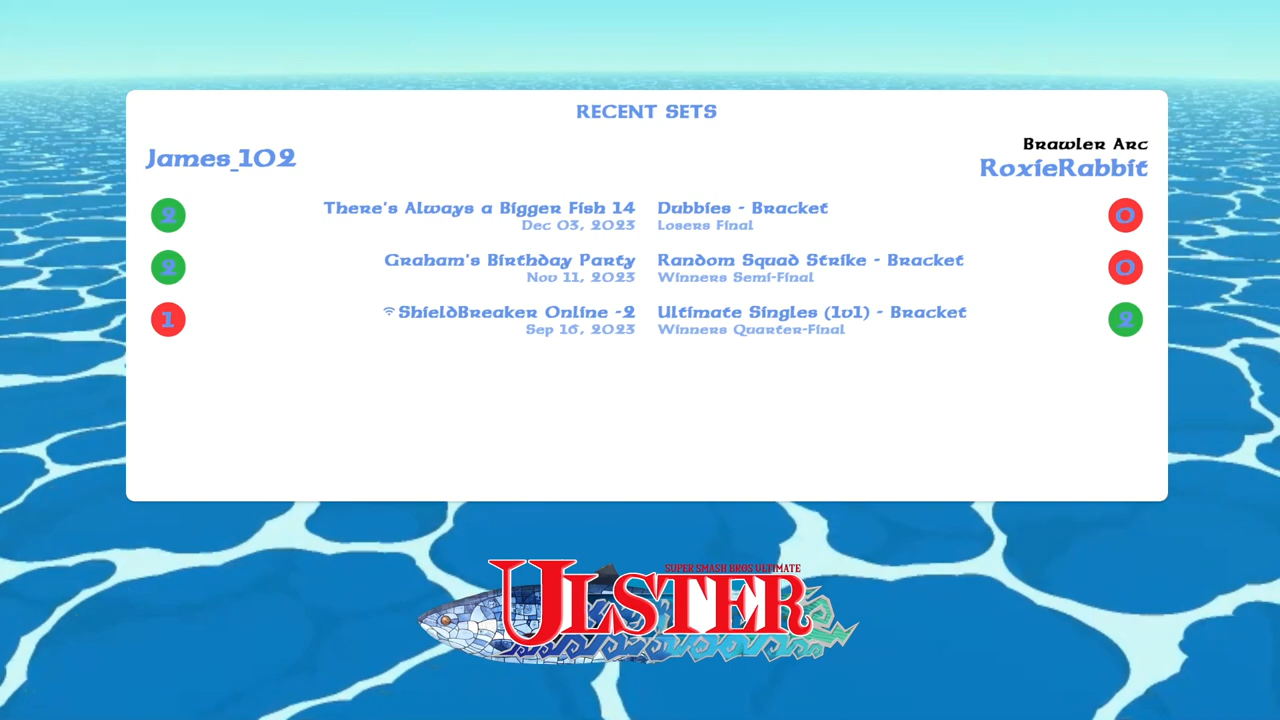 RECENT SETS
James_102
Brawler Arc
RoxieRabbit
2 There's Always a Bigger Fish 14 Dubbies - Bracket 0
Dec 03, 2023 Losers Final
2 Graham's Birthday Party Random Squad Strike - Bracket 0
Nov 11, 2023 Winners Semi-Final
1 ShieldBreaker Online -2 Ultimate Singles (1v1) - Bracket 2
Sep 16, 2023 Winners Quarter-Final
SUPER SMASH BROS ULTIMATE
ULSTER